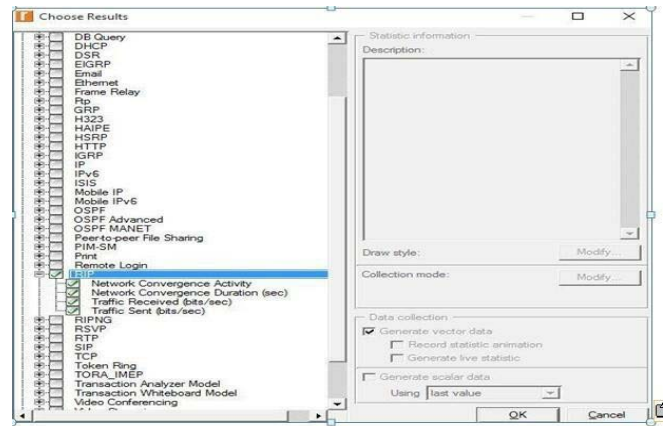 Choose Results
DB Query
DHCP
DSR
EIGRP
Email
Ethernet
Frame Relay
Ftp
GRP
H323
HAIPE
HSRP
HTTP
IGRP
IP
IPv6
ISIS
Mobile IP
Mobile IPv6
OSPF
OSPF Advanced
OSPF MANET
Peer-to-peer File Sharing
PIM-SM
Print
Remote Login
RIP
Network Convergence Activity
Network Convergence Duration (sec)
Traffic Received (bits/sec)
Traffic Sent (bits/sec)
RIPNG
RSVP
RTP
SIP
TCP
Token Ring
TORA_IMEP
Transaction Analyzer Model
Transaction Whiteboard Model
Video Conferencing
Statistic information
Description:
Draw style:
Modify...
Collection mode:
Modify...
Data collection
Generate vector data
Record statistic animation
Generate live statistic
Generate scalar data
Using last value
OK
Cancel